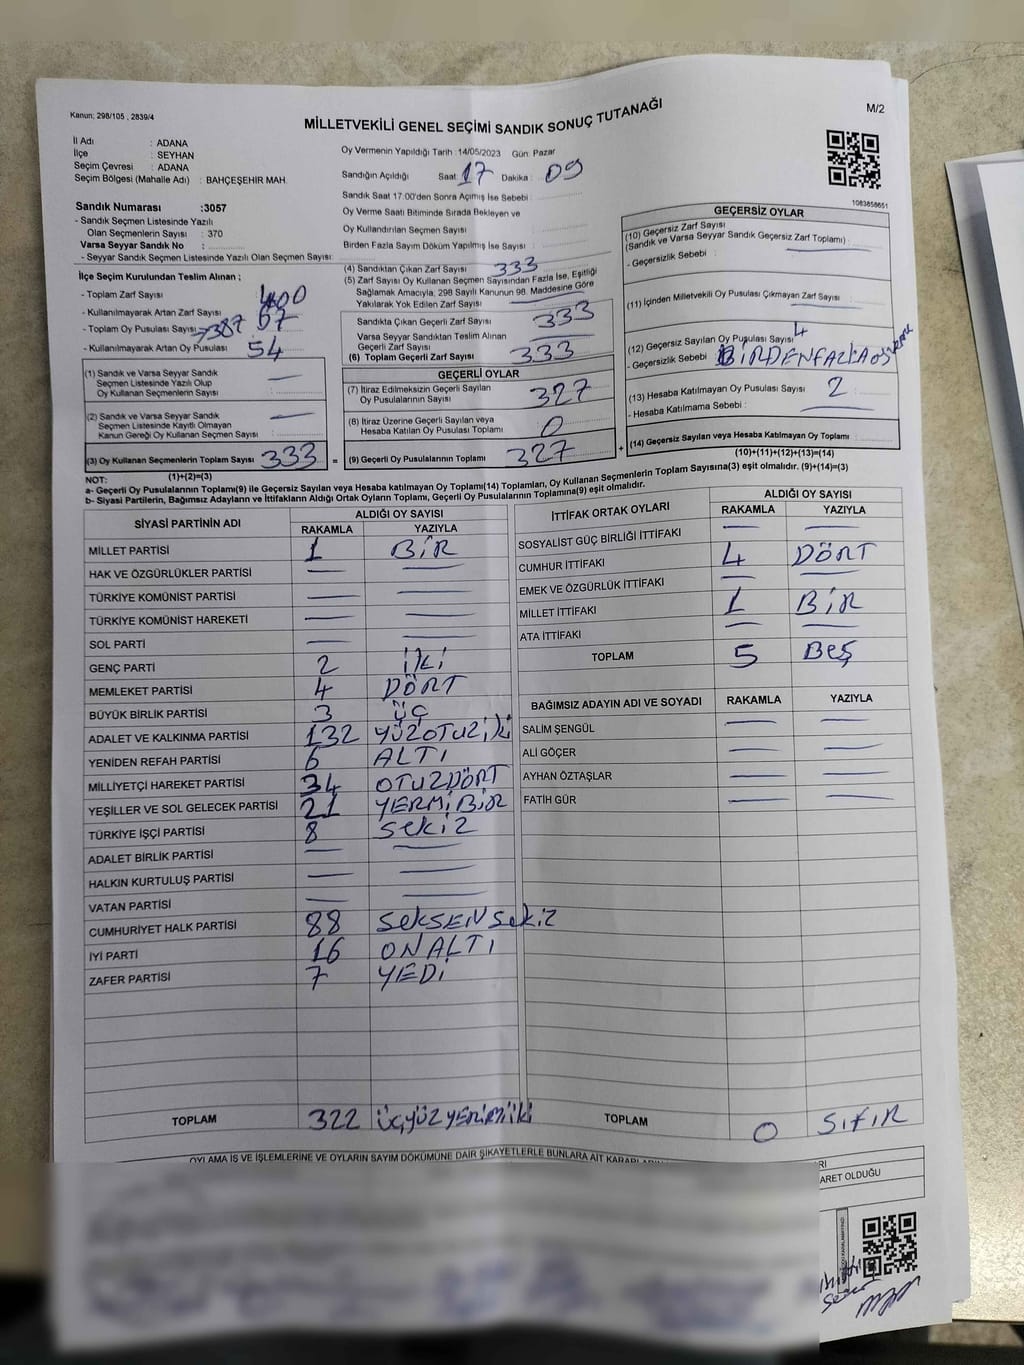 Kanun; 298/105 , 2839/4
M/2
MİLLETVEKİLİ GENEL SEÇİMİ SANDIK SONUÇ TUTANAĞI
İl Adı : ADANA
İlçe : SEYHAN
Seçim Çevresi : ADANA
Seçim Bölgesi (Mahalle Adı) : BAHÇEŞEHİR MAH.
Sandık Numarası :3057
- Sandık Seçmen Listesinde Yazılı
Olan Seçmenlerin Sayısı : 370
Varsa Seyyar Sandık No :
- Seyyar Sandık Seçmen Listesinde Yazılı Olan Seçmen Sayısı:
Oy Vermenin Yapıldığı Tarih :14/05/2023 Gün: Pazar
Sandığın Açıldığı Saat: 17 Dakika : 09
Sandık Saat 17:00'den Sonra Açımış İse Sebebi :
Oy Verme Saati Bitiminde Sırada Bekleyen ve
Oy Kullandırılan Seçmen Sayısı :
Birden Fazla Sayım Döküm Yapılmış İse Sayısı :
1083858651
İlçe Seçim Kurulundan Teslim Alınan ;
- Toplam Zarf Sayısı : 400
- Kullanılmayarak Artan Zarf Sayısı : 67
- Toplam Oy Pusulası Sayısı → 387
- Kullanılmayarak Artan Oy Pusulası : 54
(1) Sandık ve Varsa Seyyar Sandık
Seçmen Listesinde Yazılı Olup
Oy Kullanan Seçmenlerin Sayısı : —
(2) Sandık ve Varsa Seyyar Sandık
Seçmen Listesinde Kayıtlı Olmayan
Kanun Gereği Oy Kullanan Seçmen Sayısı : —
(3) Oy Kullanan Seçmenlerin Toplam Sayısı : 333
(1)+(2)=(3)
(4) Sandıktan Çıkan Zarf Sayısı : 333
(5) Zarf Sayısı Oy Kullanan Seçmen Sayısından Fazla İse, Eşitliği
Sağlamak Amacıyla, 298 Sayılı Kanunun 98. Maddesine Göre
Yakılarak Yok Edilen Zarf Sayısı : —
Sandıkta Çıkan Geçerli Zarf Sayısı : 333
Varsa Seyyar Sandıktan Teslim Alınan
Geçerli Zarf Sayısı : —
(6) Toplam Geçerli Zarf Sayısı : 333
GEÇERLİ OYLAR
(7) İtiraz Edilmeksizin Geçerli Sayılan
Oy Pusulalarının Sayısı : 327
(8) İtiraz Üzerine Geçerli Sayılan veya
Hesaba Katılan Oy Pusulası Toplamı : 0
= (9) Geçerli Oy Pusulalarının Toplamı : 327 +
GEÇERSİZ OYLAR
(10) Geçersiz Zarf Sayısı
(Sandık ve Varsa Seyyar Sandık Geçersiz Zarf Toplamı) : —
- Geçersizlik Sebebi :
(11) İçinden Milletvekili Oy Pusulası Çıkmayan Zarf Sayısı : —
(12) Geçersiz Sayılan Oy Pusulası Sayısı : 4
- Geçersizlik Sebebi : BİRDENFAZLA
(13) Hesaba Katılmayan Oy Pusulası Sayısı : 2
- Hesaba Katılmama Sebebi : —
(14) Geçersiz Sayılan veya Hesaba Katılmayan Oy Toplamı :
(10)+(11)+(12)+(13)=(14)
NOT:
a- Geçerli Oy Pusulalarının Toplamı(9) ile Geçersiz Sayılan veya Hesaba Katılmayan Oy Toplamı(14) Toplamları, Oy Kullanan Seçmenlerin Toplam Sayısına(3) eşit olmalıdır. (9)+(14)=(3)
b- Siyasi Partilerin, Bağımsız Adayların ve İttifakların Aldığı Ortak Oyların Toplamı, Geçerli Oy Pusulalarının Toplamına(9) eşit olmalıdır.
SİYASİ PARTİNİN ADI ALDIĞI OY SAYISI
RAKAMLA YAZIYLA
MİLLET PARTİSİ 1 BİR
HAK VE ÖZGÜRLÜKLER PARTİSİ — —
TÜRKİYE KOMÜNİST PARTİSİ — —
TÜRKİYE KOMÜNİST HAREKETİ — —
SOL PARTİ — —
GENÇ PARTİ 2 İKİ
MEMLEKET PARTİSİ 4 DÖRT
BÜYÜK BİRLİK PARTİSİ 3 ÜÇ
ADALET VE KALKINMA PARTİSİ 132 YÜZOTUZİKİ
YENİDEN REFAH PARTİSİ 6 ALTI
MİLLİYETÇİ HAREKET PARTİSİ 34 OTUZDÖRT
YEŞİLLER VE SOL GELECEK PARTİSİ 21 YERMİBİR
TÜRKİYE İŞÇİ PARTİSİ 8 SEKİZ
ADALET BİRLİK PARTİSİ — —
HALKIN KURTULUŞ PARTİSİ — —
VATAN PARTİSİ — —
CUMHURİYET HALK PARTİSİ 88 SEKSENSEKİZ
İYİ PARTİ 16 ONALTI
ZAFER PARTİSİ 7 YEDİ
TOPLAM 322 ÜÇYÜZ
İTTİFAK ORTAK OYLARI ALDIĞI OY SAYISI
RAKAMLA YAZIYLA
SOSYALİST GÜÇ BİRLİĞİ İTTİFAKI — —
CUMHUR İTTİFAKI 4 DÖRT
EMEK VE ÖZGÜRLÜK İTTİFAKI — —
MİLLET İTTİFAKI 1 BİR
ATA İTTİFAKI — —
TOPLAM 5 BEŞ
BAĞIMSIZ ADAYIN ADI VE SOYADI RAKAMLA YAZIYLA
SALİM ŞENGÜL — —
ALİ GÖÇER — —
AYHAN ÖZTAŞLAR — —
FATİH GÜR — —
TOPLAM 0 SIFIR
OYLAMA İŞ VE İŞLEMLERİNE VE OYLARIN SAYIM DÖKÜMÜNE DAİR ŞİKAYETLERLE BUNLARA AİT
ARET OLDUĞU